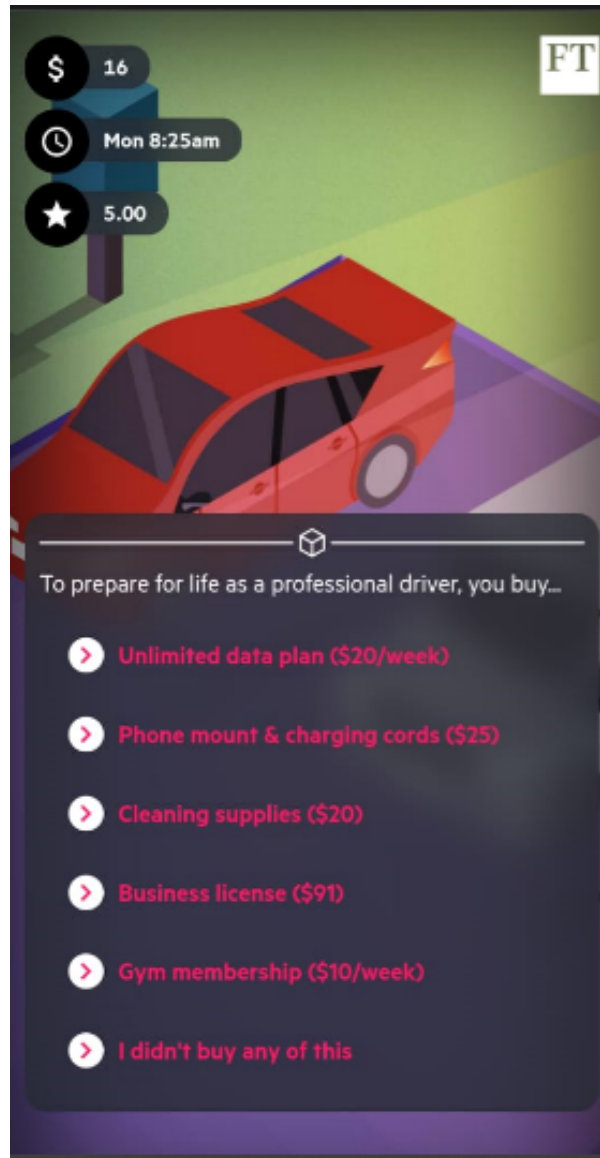 $ 16
FT
Mon 8:25am
5.00
To prepare for life as a professional driver, you buy...
Unlimited data plan ($20/week)
Phone mount & charging cords ($25)
Cleaning supplies ($20)
Business license ($91)
Gym membership ($10/week)
I didn't buy any of this